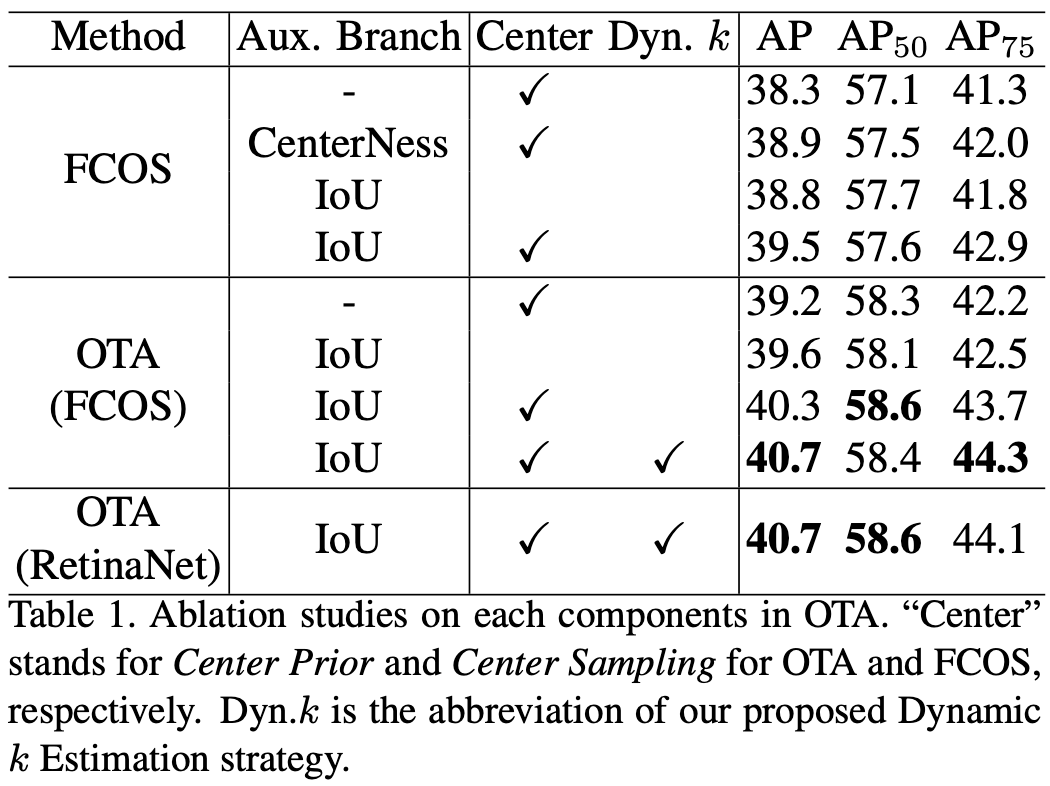 Method Aux. Branch Center Dyn. k AP AP50 AP75
FCOS
- ✓ 38.3 57.1 41.3
CenterNess ✓ 38.9 57.5 42.0
IoU 38.8 57.7 41.8
IoU ✓ 39.5 57.6 42.9
OTA
(FCOS)
- ✓ 39.2 58.3 42.2
IoU 39.6 58.1 42.5
IoU ✓ 40.3 58.6 43.7
IoU ✓ ✓ 40.7 58.4 44.3
OTA
(RetinaNet)
IoU ✓ ✓ 40.7 58.6 44.1
Table 1. Ablation studies on each components in OTA. “Center”
stands for Center Prior and Center Sampling for OTA and FCOS,
respectively. Dyn.k is the abbreviation of our proposed Dynamic
k Estimation strategy.